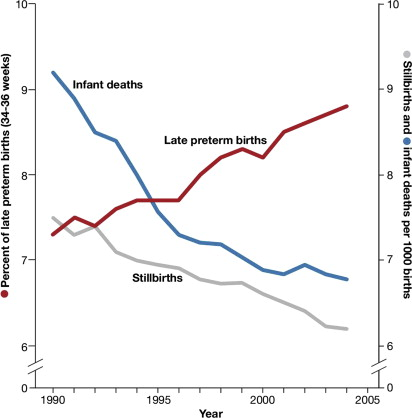 10
9
8
7
6
0
Percent of late preterm births (34–36 weeks)
Infant deaths
Late preterm births
Stillbirths
10
9
8
7
6
0
Stillbirths and
infant deaths per 1000 births
1990
1995
2000
2005
Year